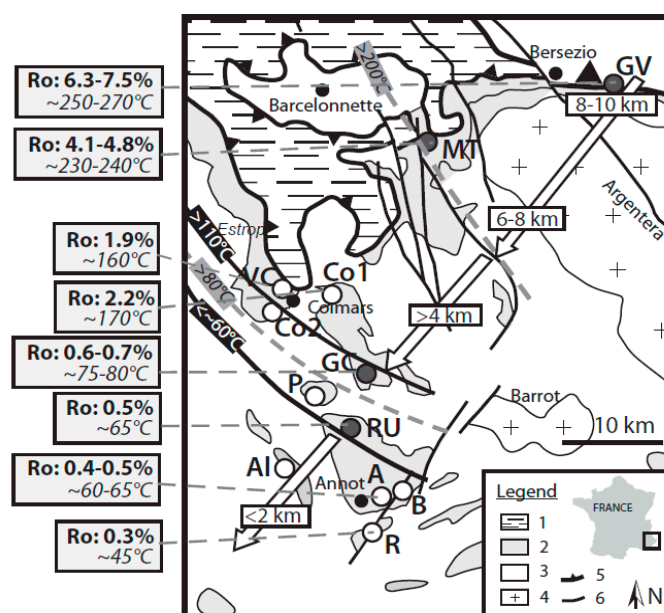 Ro: 6.3-7.5%
~250-270°C
Ro: 4.1-4.8%
~230-240°C
Ro: 1.9%
~160°C
Ro: 2.2%
~170°C
Ro: 0.6-0.7%
~75-80°C
Ro: 0.5%
~65°C
Ro: 0.4-0.5%
~60-65°C
Ro: 0.3%
~45°C
>200°C
Bersezio
GV
Barcelonnette
8-10 km
MT
Argentera
6-8 km
Estrop
>110°C
VC
Co1
>80°C
Colmars
Co2
>4 km
<~60°C
GC
P
Barrot
10 km
RU
Al
Annot
A
B
<2 km
R
Legend
FRANCE
1
2
3
4
5
6
N